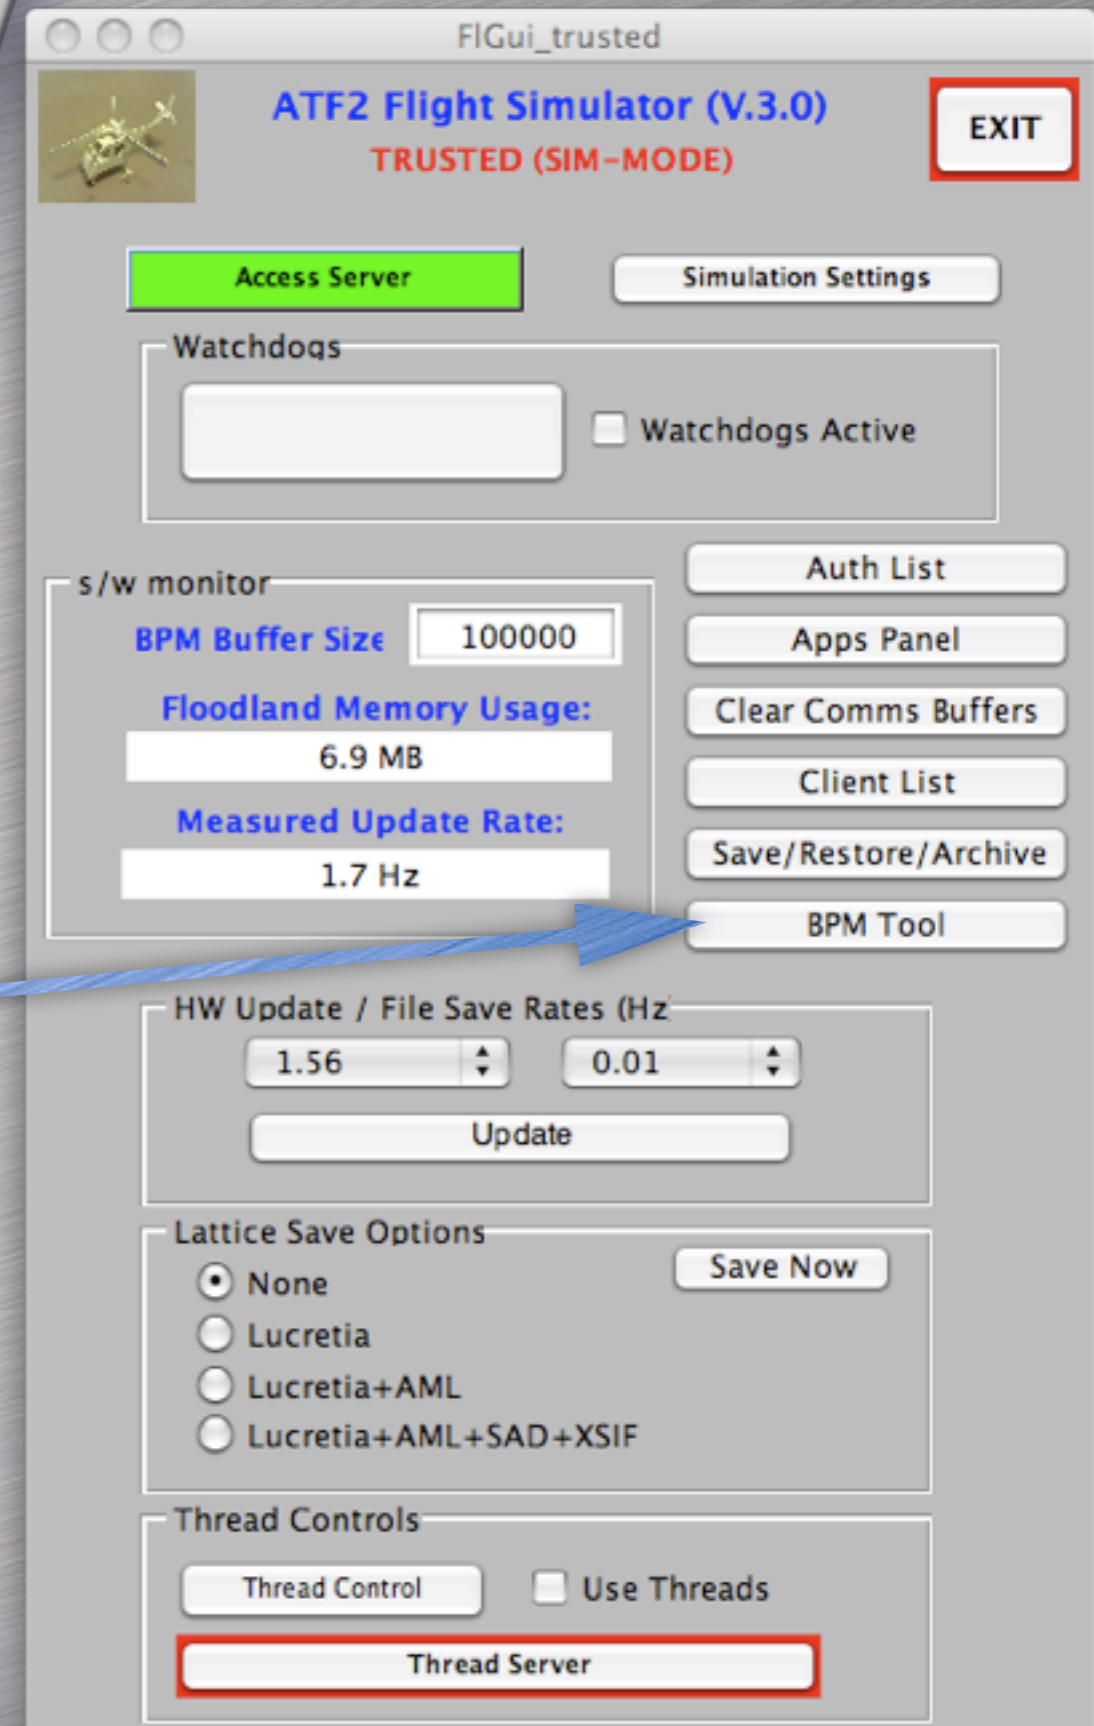 FlGui_trusted
ATF2 Flight Simulator (V.3.0)
TRUSTED (SIM-MODE)
EXIT
Access Server
Simulation Settings
Watchdogs
Watchdogs Active
s/w monitor
BPM Buffer Size
100000
Floodland Memory Usage:
6.9 MB
Measured Update Rate:
1.7 Hz
Auth List
Apps Panel
Clear Comms Buffers
Client List
Save/Restore/Archive
BPM Tool
HW Update / File Save Rates (Hz
1.56
0.01
Update
Lattice Save Options
None
Save Now
Lucretia
Lucretia+AML
Lucretia+AML+SAD+XSIF
Thread Controls
Thread Control
Use Threads
Thread Server